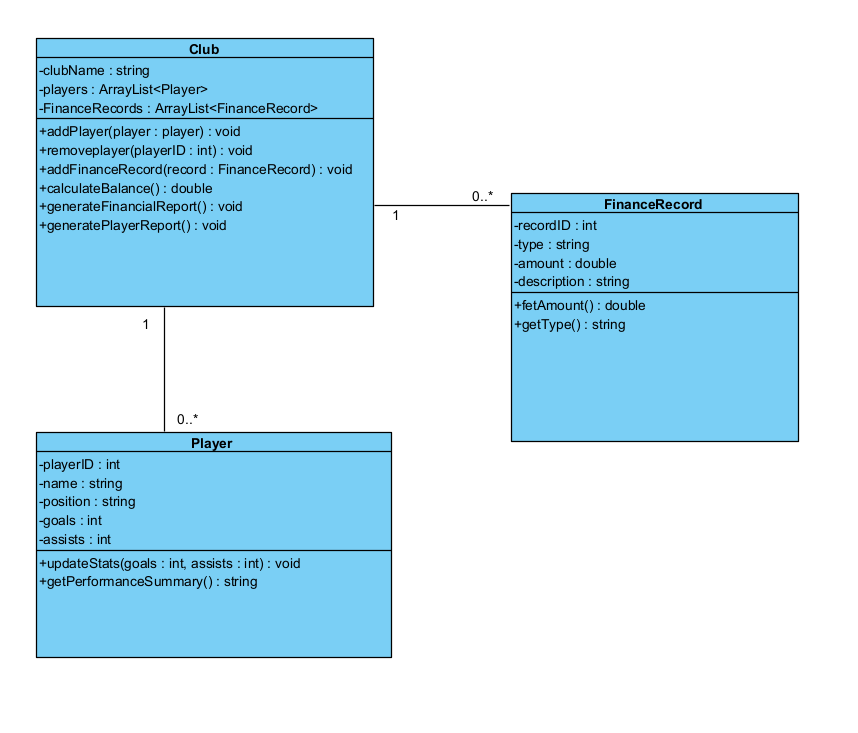 Club
-clubName : string
-players : ArrayList<Player>
-FinanceRecords : ArrayList<FinanceRecord>
+addPlayer(player : player) : void
+removeplayer(playerID : int) : void
+addFinanceRecord(record : FinanceRecord) : void
+calculateBalance() : double
+generateFinancialReport() : void
+generatePlayerReport() : void
1
0..*
FinanceRecord
-recordID : int
-type : string
-amount : double
-description : string
+fetAmount() : double
+getType() : string
1
0..*
Player
-playerID : int
-name : string
-position : string
-goals : int
-assists : int
+updateStats(goals : int, assists : int) : void
+getPerformanceSummary() : string